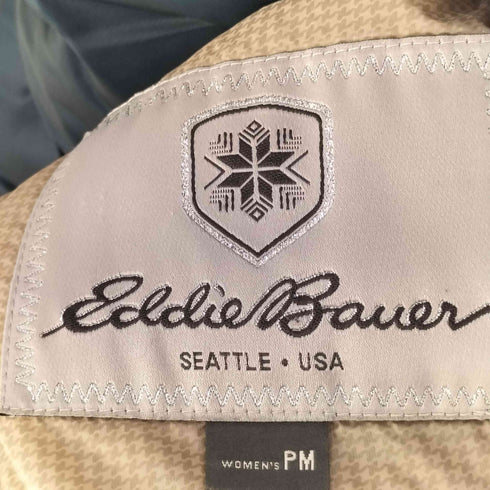 Eddie Bauer
SEATTLE • USA
WOMEN'S PM